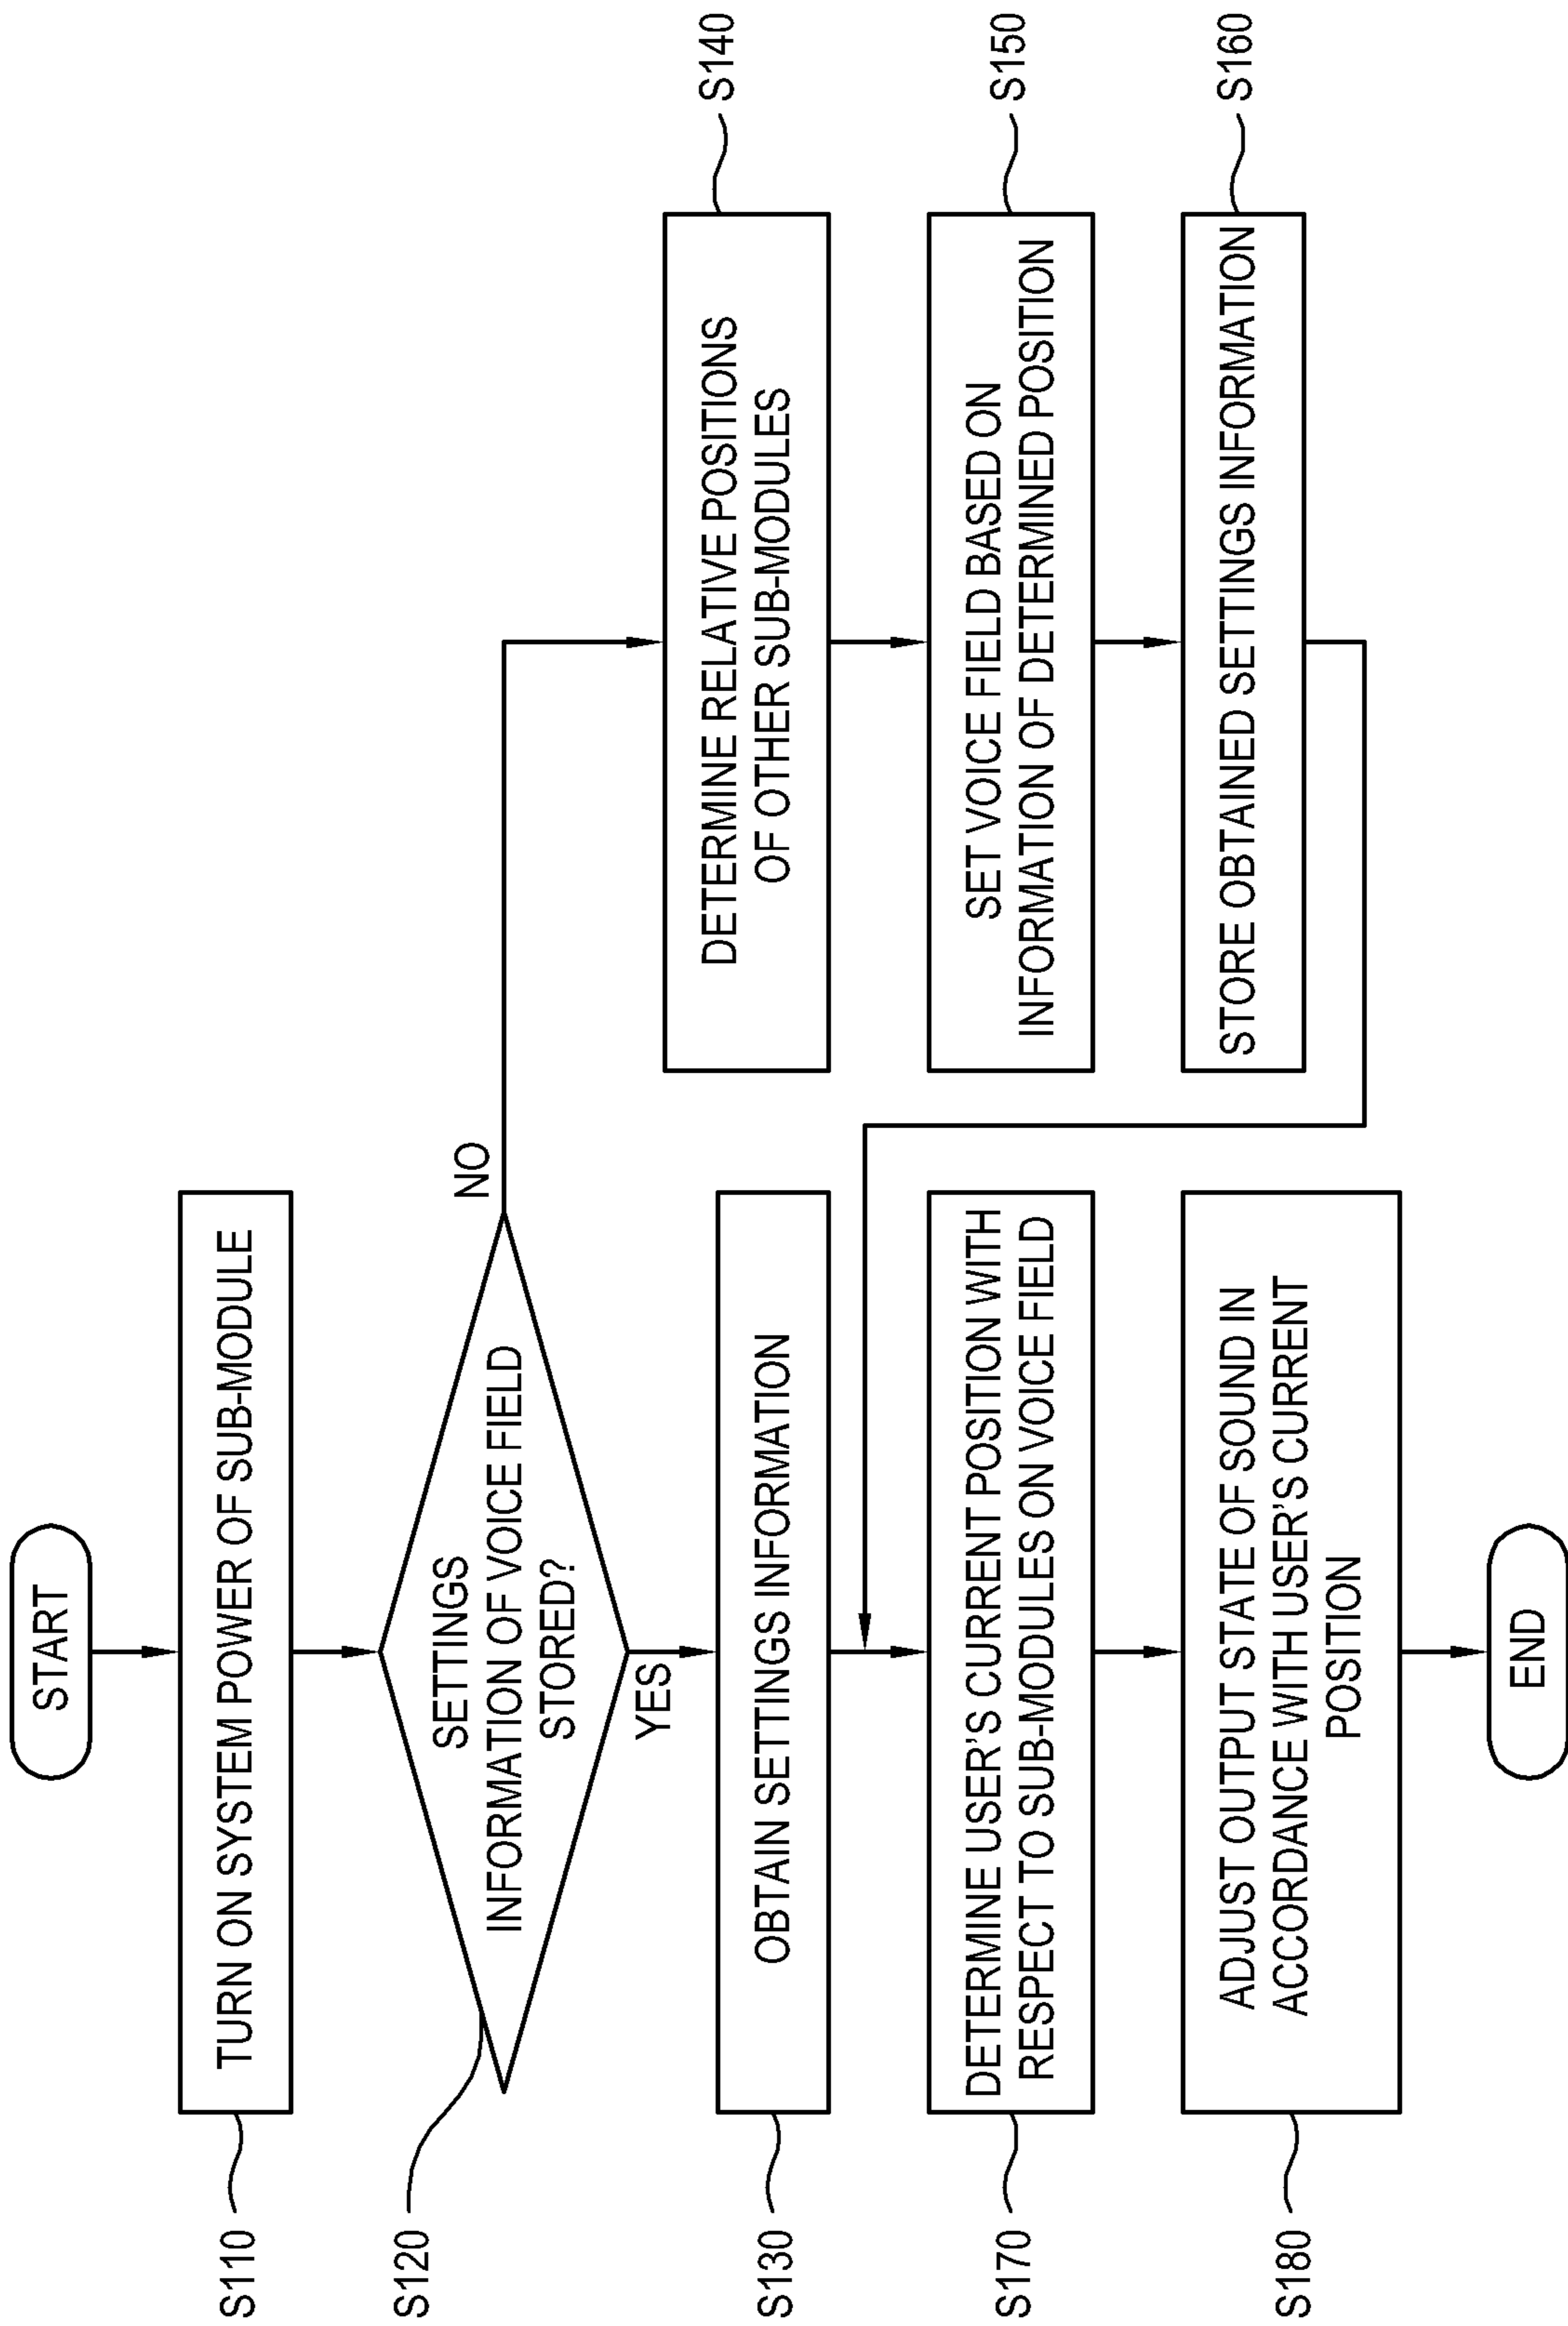 START
S110
TURN ON SYSTEM POWER OF SUB-MODULE
S120
SETTINGS
INFORMATION OF VOICE FIELD
STORED?
NO
YES
S130
OBTAIN SETTINGS INFORMATION
DETERMINE RELATIVE POSITIONS
OF OTHER SUB-MODULES
S140
SET VOICE FIELD BASED ON
INFORMATION OF DETERMINED POSITION
S150
STORE OBTAINED SETTINGS INFORMATION
S160
S170
DETERMINE USER'S CURRENT POSITION WITH
RESPECT TO SUB-MODULES ON VOICE FIELD
S180
ADJUST OUTPUT STATE OF SOUND IN
ACCORDANCE WITH USER'S CURRENT
POSITION
END